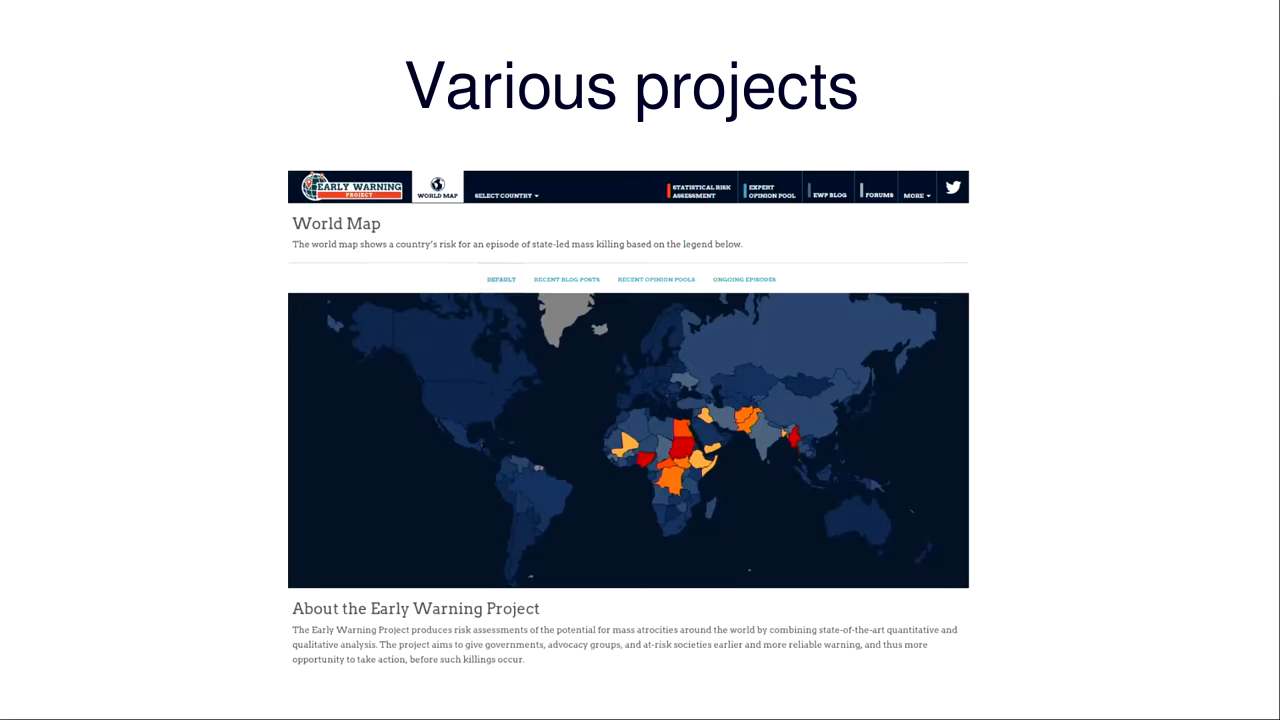 Various projects
EARLY WARNING
PROJECT
WORLD MAP
SELECT COUNTRY
STATISTICAL RISK
ASSESSMENT
EXPERT
OPINION POOL
EWP BLOG
FORUMS
MORE
World Map
The world map shows a country's risk for an episode of state-led mass killing based on the legend below.
DEFAULT RECENT BLOG POSTS RECENT OPINION POOLS ONGOING EPISODES
About the Early Warning Project
The Early Warning Project produces risk assessments of the potential for mass atrocities around the world by combining state-of-the-art quantitative and
qualitative analysis. The project aims to give governments, advocacy groups, and at-risk societies earlier and more reliable warning, and thus more
opportunity to take action, before such killings occur.